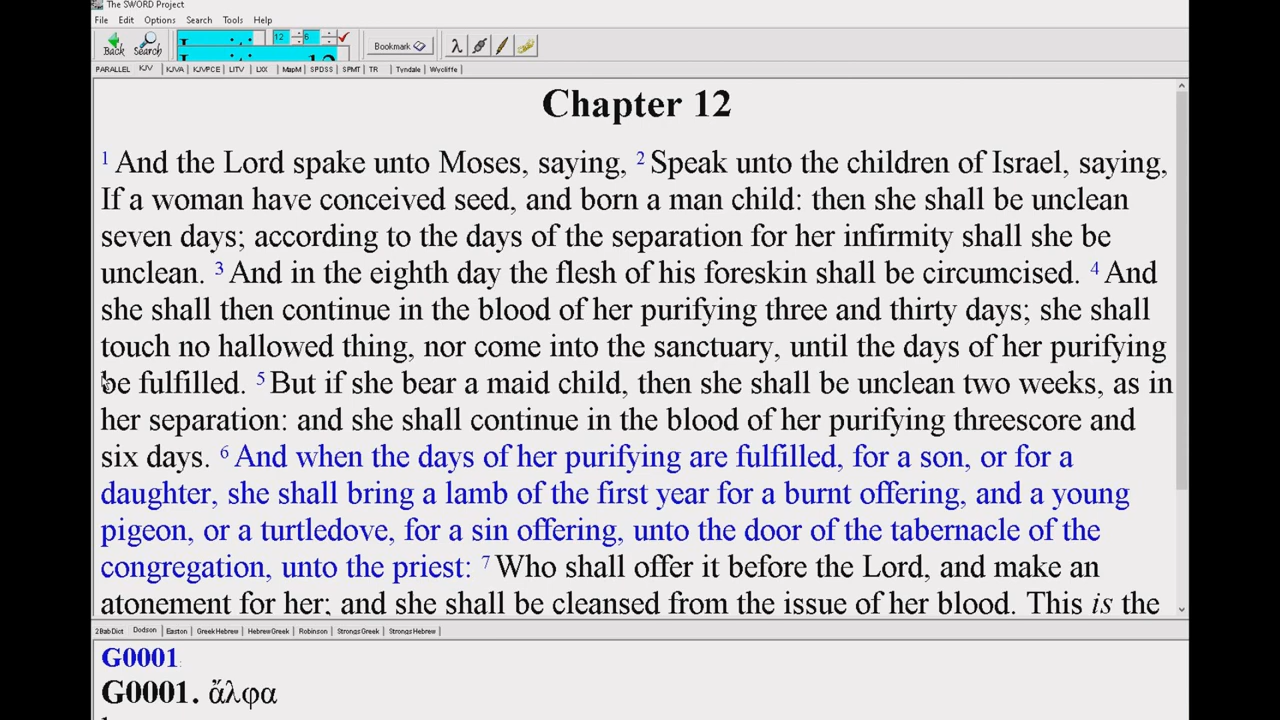 The SWORD Project
File Edit Options Search Tools Help
Back Search 12 6 Bookmark λ
PARALLEL KJV KJVA KJVPCE LITV LXX MapM SPDSS SPMT TR Tyndale Wycliffe
Chapter 12
1 And the Lord spake unto Moses, saying, 2 Speak unto the children of Israel, saying,
If a woman have conceived seed, and born a man child: then she shall be unclean
seven days; according to the days of the separation for her infirmity shall she be
unclean. 3 And in the eighth day the flesh of his foreskin shall be circumcised. 4 And
she shall then continue in the blood of her purifying three and thirty days; she shall
touch no hallowed thing, nor come into the sanctuary, until the days of her purifying
be fulfilled. 5 But if she bear a maid child, then she shall be unclean two weeks, as in
her separation: and she shall continue in the blood of her purifying threescore and
six days. 6 And when the days of her purifying are fulfilled, for a son, or for a
daughter, she shall bring a lamb of the first year for a burnt offering, and a young
pigeon, or a turtledove, for a sin offering, unto the door of the tabernacle of the
congregation, unto the priest: 7 Who shall offer it before the Lord, and make an
atonement for her; and she shall be cleansed from the issue of her blood. This is the
2BabDict Dodson Easton GreekHebrew HebrewGreek Robinson StrongsGreek StrongsHebrew
G0001
G0001. ἄλφα